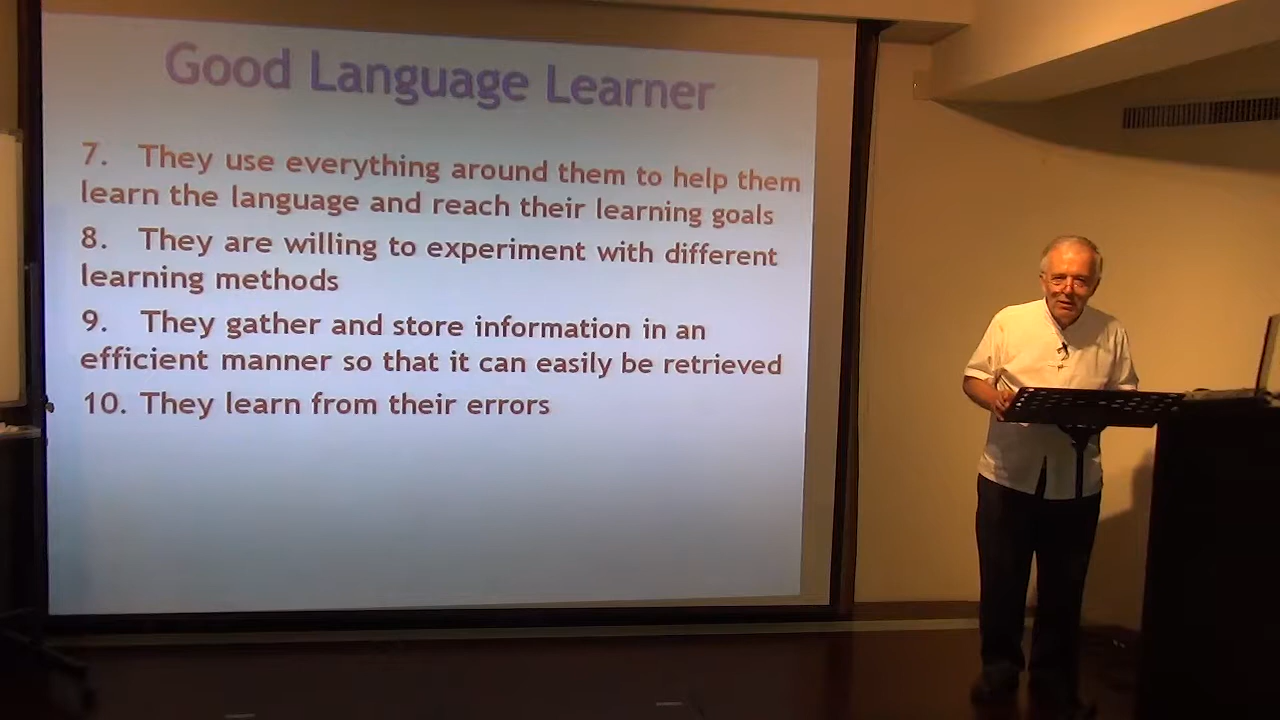 Good Language Learner
7. They use everything around them to help them
learn the language and reach their learning goals
8. They are willing to experiment with different
learning methods
9. They gather and store information in an
efficient manner so that it can easily be retrieved
10. They learn from their errors